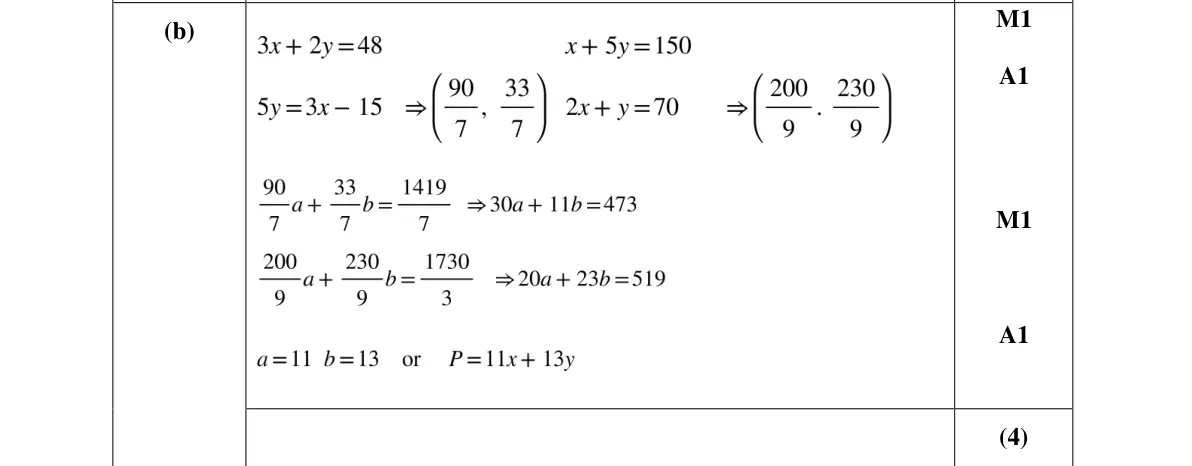 (b) M1
3x + 2y = 48 x + 5y = 150
A1
5y = 3x − 15 ⇒ (90/7, 33/7) 2x + y = 70 ⇒ (200/9 . 230/9)
90/7 a + 33/7 b = 1419/7 ⇒ 30a + 11b = 473
M1
200/9 a + 230/9 b = 1730/3 ⇒ 20a + 23b = 519
A1
a = 11 b = 13 or P = 11x + 13y
(4)